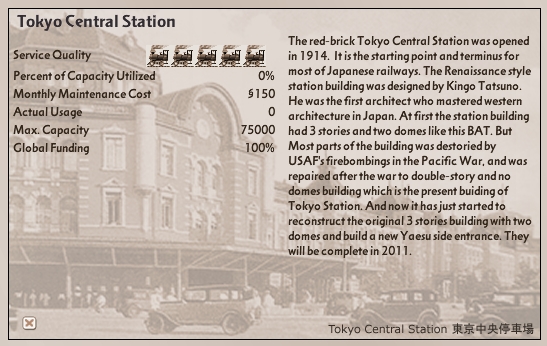 Tokyo Central Station
Service Quality
Percent of Capacity Utilized 0%
Monthly Maintenance Cost §150
Actual Usage 0
Max. Capacity 75000
Global Funding 100%
The red-brick Tokyo Central Station was opened
in 1914. It is the starting point and terminus for
most of Japanese railways. The Renaissance style
station building was designed by Kingo Tatsuno.
He was the first architect who mastered western
architecture in Japan. At first the station building
had 3 stories and two domes like this BAT. But
Most parts of the building was destoried by
USAF's firebombings in the Pacific War, and was
repaired after the war to double-story and no
domes building which is the present buiding of
Tokyo Station. And now it has just started to
reconstruct the original 3 stories building with two
domes and build a new Yaesu side entrance. They
will be complete in 2011.
Tokyo Central Station 東京中央停車場